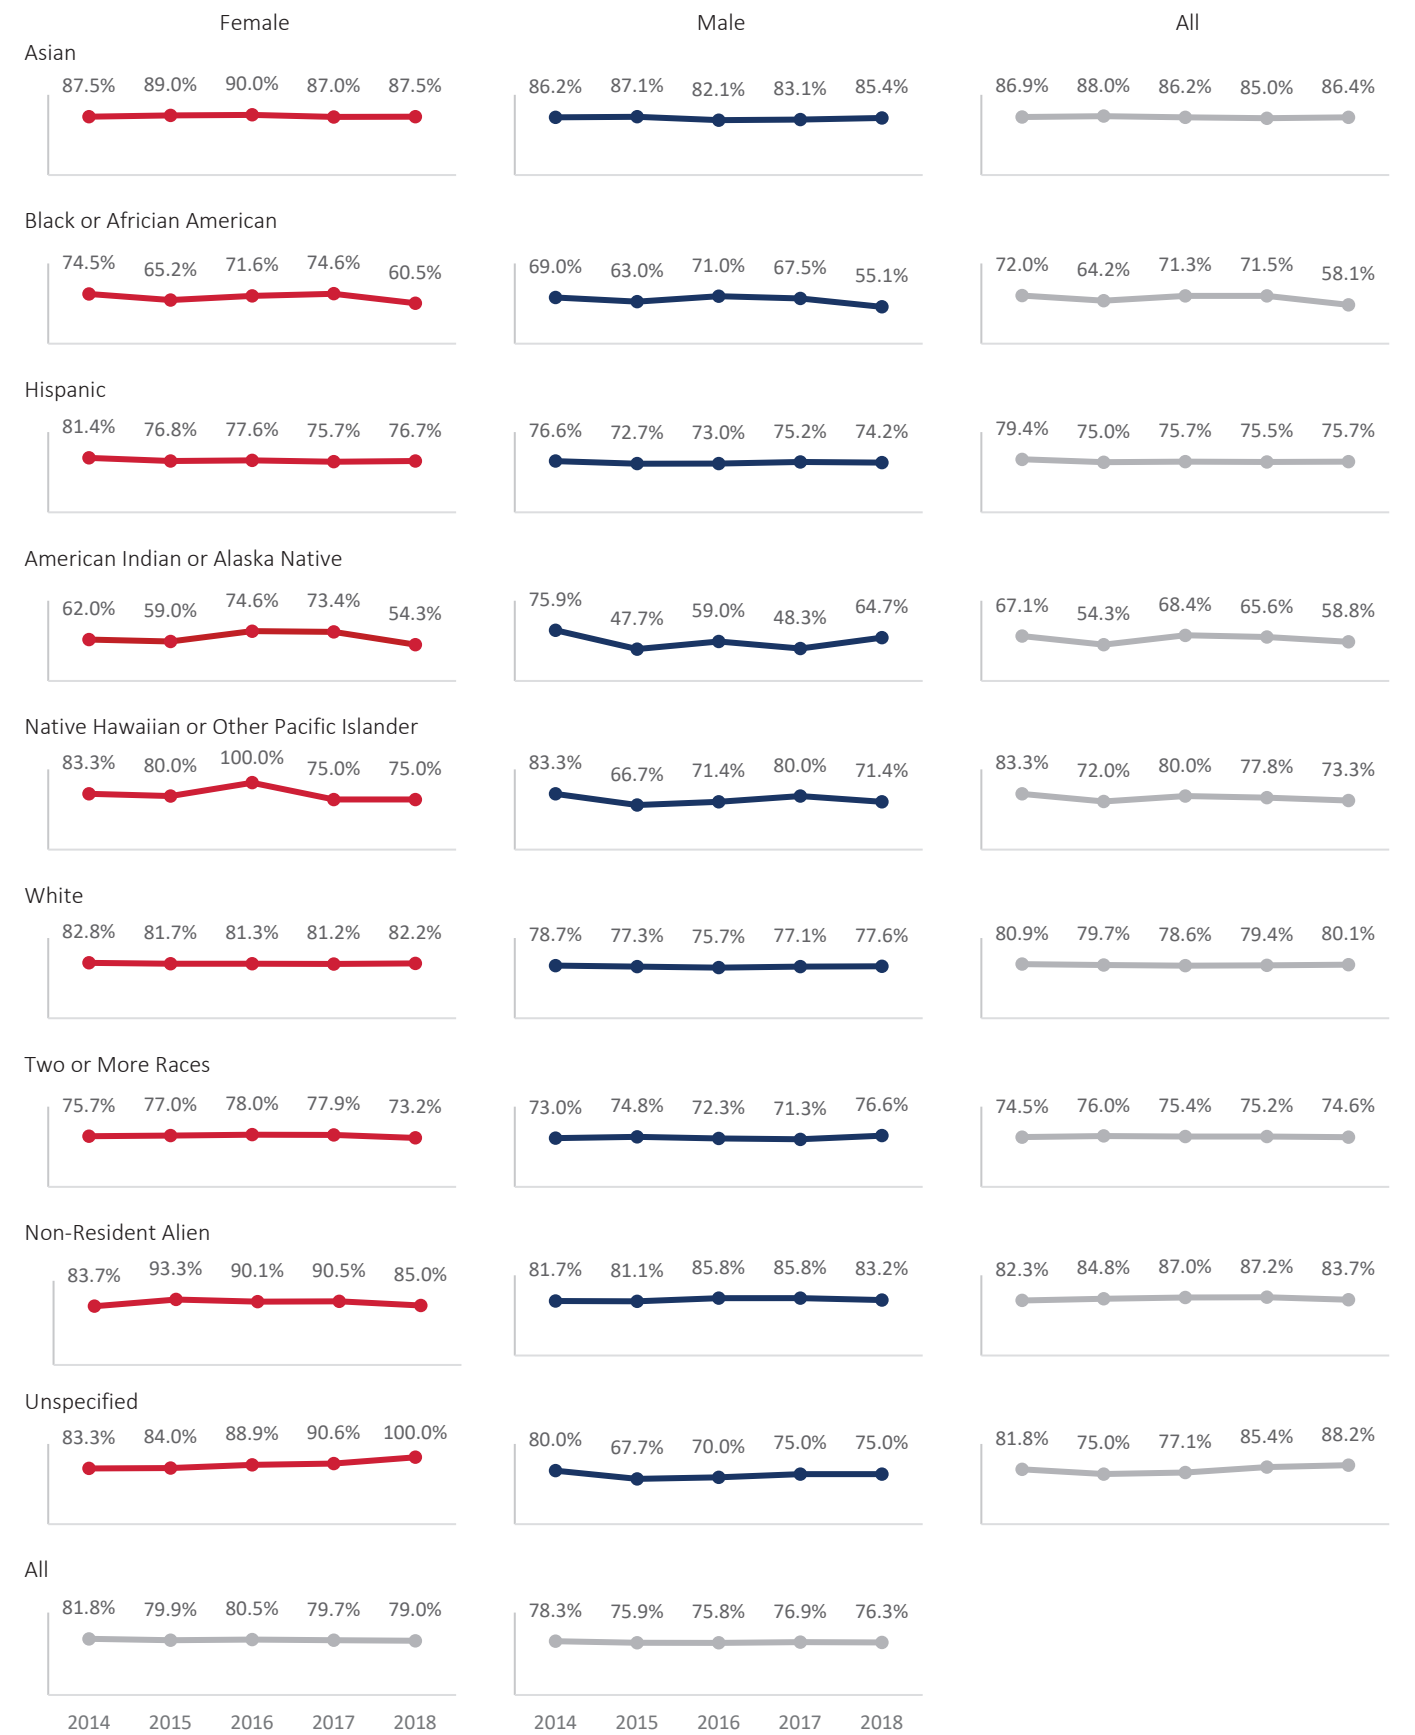 Female Male All
Asian
87.5% 89.0% 90.0% 87.0% 87.5% 86.2% 87.1% 82.1% 83.1% 85.4% 86.9% 88.0% 86.2% 85.0% 86.4%
Black or Africian American
74.5% 65.2% 71.6% 74.6% 60.5% 69.0% 63.0% 71.0% 67.5% 55.1% 72.0% 64.2% 71.3% 71.5% 58.1%
Hispanic
81.4% 76.8% 77.6% 75.7% 76.7% 76.6% 72.7% 73.0% 75.2% 74.2% 79.4% 75.0% 75.7% 75.5% 75.7%
American Indian or Alaska Native
62.0% 59.0% 74.6% 73.4% 54.3% 75.9% 47.7% 59.0% 48.3% 64.7% 67.1% 54.3% 68.4% 65.6% 58.8%
Native Hawaiian or Other Pacific Islander
83.3% 80.0% 100.0% 75.0% 75.0% 83.3% 66.7% 71.4% 80.0% 71.4% 83.3% 72.0% 80.0% 77.8% 73.3%
White
82.8% 81.7% 81.3% 81.2% 82.2% 78.7% 77.3% 75.7% 77.1% 77.6% 80.9% 79.7% 78.6% 79.4% 80.1%
Two or More Races
75.7% 77.0% 78.0% 77.9% 73.2% 73.0% 74.8% 72.3% 71.3% 76.6% 74.5% 76.0% 75.4% 75.2% 74.6%
Non-Resident Alien
83.7% 93.3% 90.1% 90.5% 85.0% 81.7% 81.1% 85.8% 85.8% 83.2% 82.3% 84.8% 87.0% 87.2% 83.7%
Unspecified
83.3% 84.0% 88.9% 90.6% 100.0% 80.0% 67.7% 70.0% 75.0% 75.0% 81.8% 75.0% 77.1% 85.4% 88.2%
All
81.8% 79.9% 80.5% 79.7% 79.0% 78.3% 75.9% 75.8% 76.9% 76.3%
2014 2015 2016 2017 2018 2014 2015 2016 2017 2018